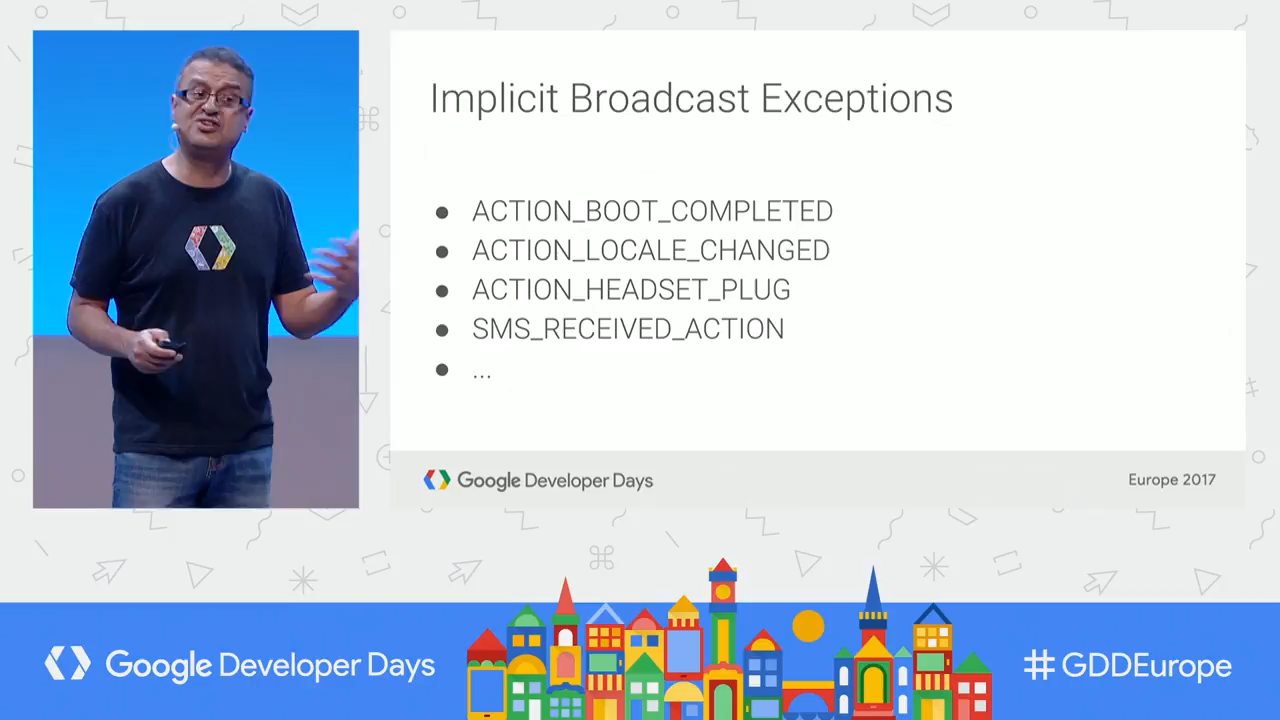 Implicit Broadcast Exceptions
● ACTION_BOOT_COMPLETED
● ACTION_LOCALE_CHANGED
● ACTION_HEADSET_PLUG
● SMS_RECEIVED_ACTION
● ...
Google Developer Days
Europe 2017
Google Developer Days
#GDDEurope